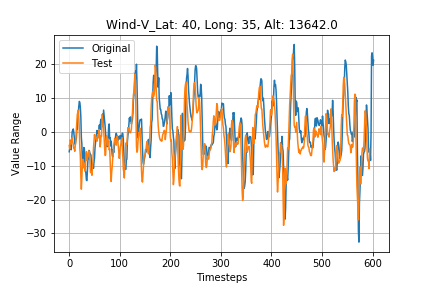 Wind-V_Lat: 40, Long: 35, Alt: 13642.0
Original
Test
20
10
0
−10
−20
−30
Value Range
0 100 200 300 400 500 600
Timesteps